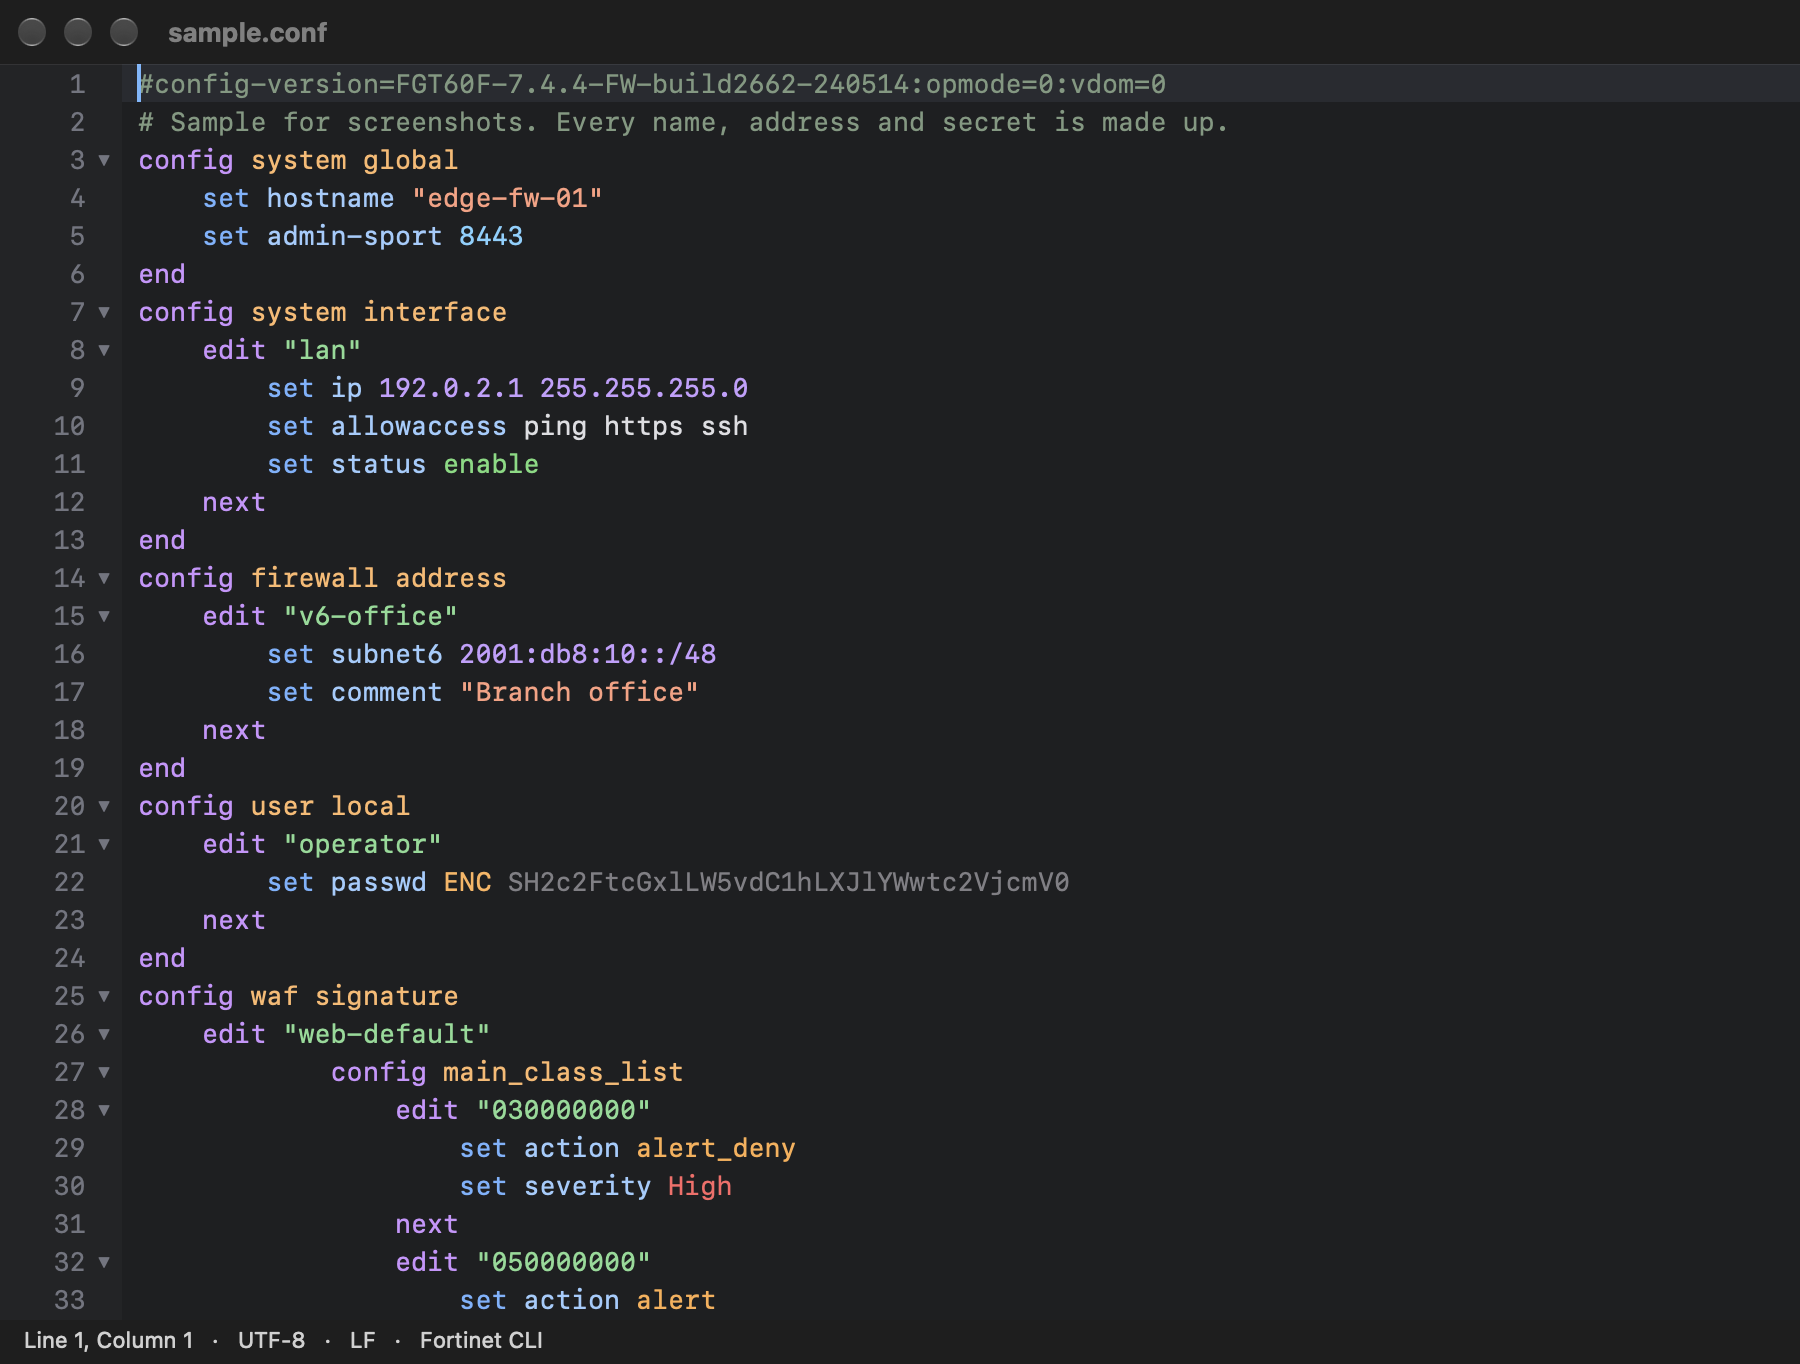 sample.conf
1 #config-version=FGT60F-7.4.4-FW-build2662-240514:opmode=0:vdom=0
2 # Sample for screenshots. Every name, address and secret is made up.
3 ▼ config system global
4     set hostname "edge-fw-01"
5     set admin-sport 8443
6 end
7 ▼ config system interface
8 ▼     edit "lan"
9         set ip 192.0.2.1 255.255.255.0
10         set allowaccess ping https ssh
11         set status enable
12     next
13 end
14 ▼ config firewall address
15 ▼     edit "v6-office"
16         set subnet6 2001:db8:10::/48
17         set comment "Branch office"
18     next
19 end
20 ▼ config user local
21 ▼     edit "operator"
22         set passwd ENC SH2c2FtcGxlLW5vdC1hLXJlYWwtc2VjcmV0
23     next
24 end
25 ▼ config waf signature
26 ▼     edit "web-default"
27 ▼             config main_class_list
28 ▼                 edit "030000000"
29                     set action alert_deny
30                     set severity High
31                 next
32 ▼                 edit "050000000"
33                     set action alert
Line 1, Column 1 · UTF-8 · LF · Fortinet CLI